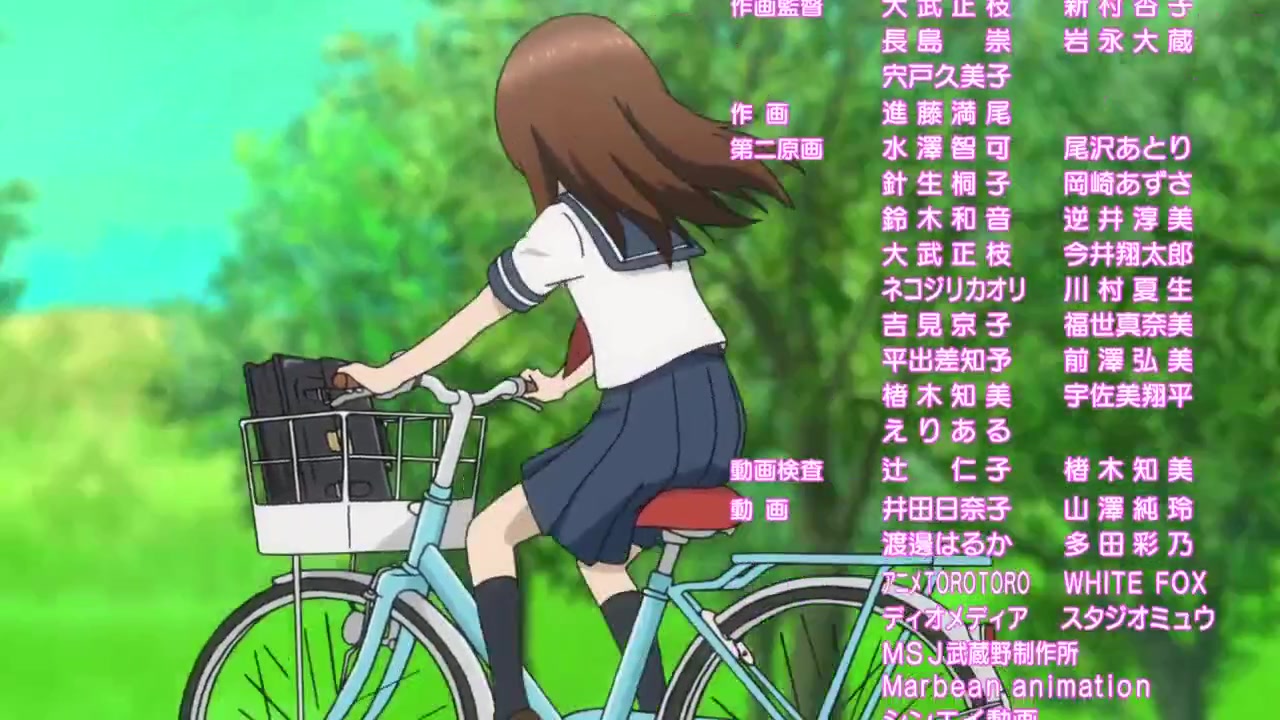 作画監督 大武正枝 新村杏子
長島 崇 岩永大蔵
宍戸久美子
作画 進藤満尾
第二原画 水澤智可 尾沢あとり
針生桐子 岡崎あずさ
鈴木和音 逆井淳美
大武正枝 今井翔太郎
ネコジリカオリ 川村夏生
吉見京子 福世真奈美
平出差知予 前澤弘美
楮木知美 宇佐美翔平
えりある
動画検査 辻 仁子 楮木知美
動画 井田日奈子 山澤純玲
渡邊はるか 多田彩乃
アニメTOROTORO WHITE FOX
ディオメディア スタジオミュウ
MSJ武蔵野制作所
Marbean animation
シンエイ動画